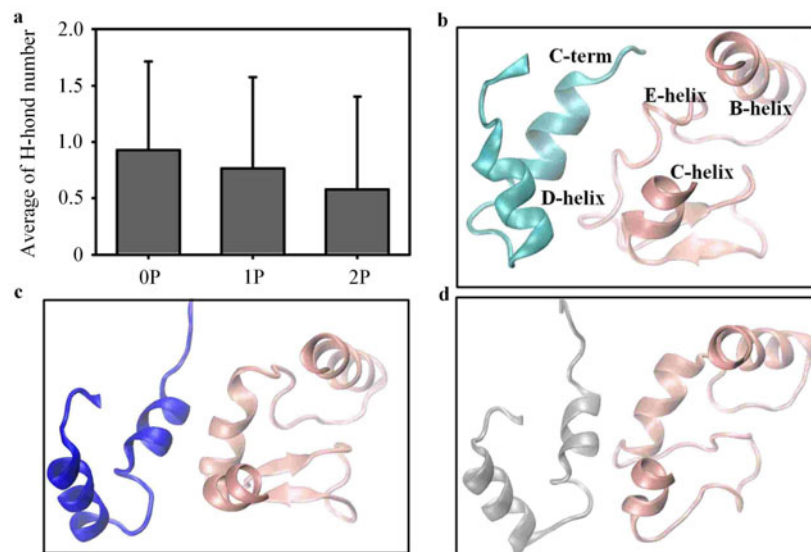 a
2.0
1.5
1.0
0.5
0
Average of H-hond number
0P 1P 2P
b
C-term
E-helix
B-helix
C-helix
D-helix
c
d